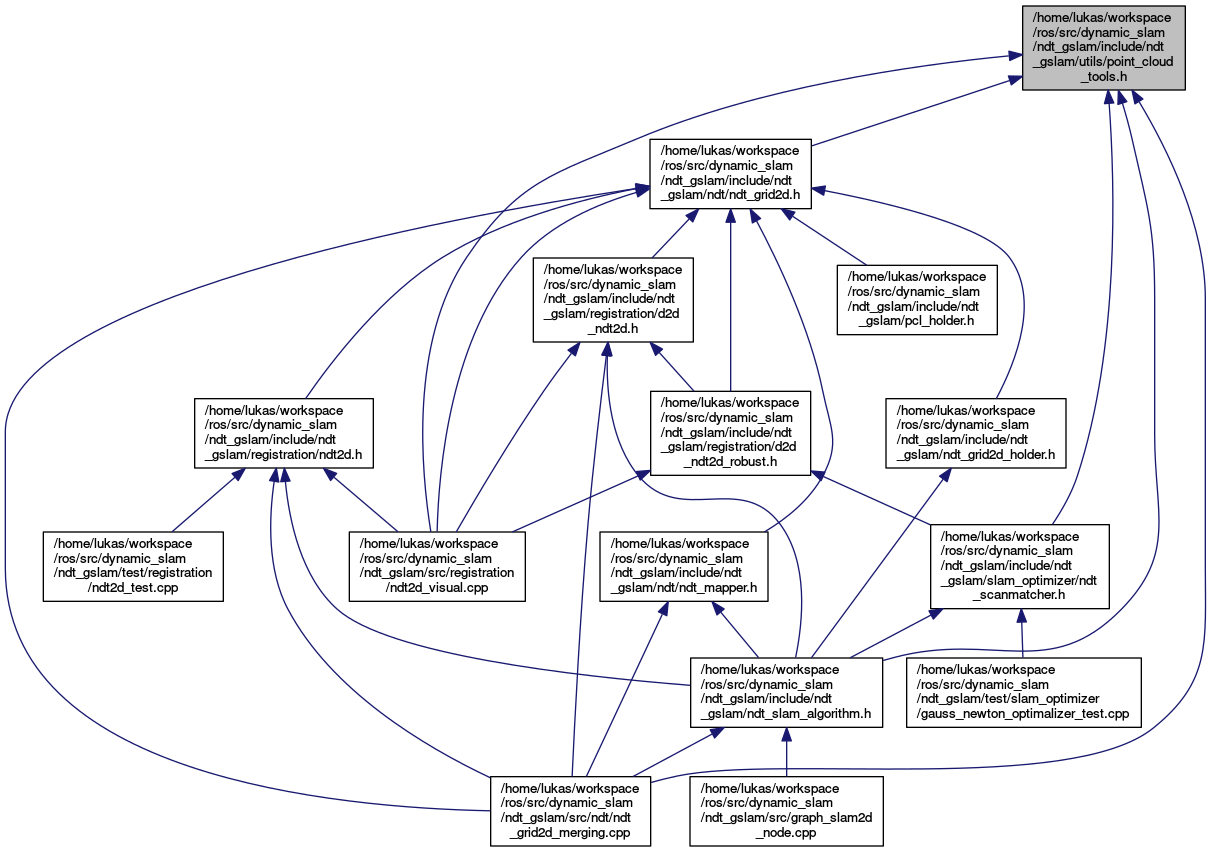 /home/lukas/workspace
/ros/src/dynamic_slam
/ndt_gslam/include/ndt
_gslam/utils/point_cloud
_tools.h
/home/lukas/workspace
/ros/src/dynamic_slam
/ndt_gslam/include/ndt
_gslam/ndt/ndt_grid2d.h
/home/lukas/workspace
/ros/src/dynamic_slam
/ndt_gslam/include/ndt
_gslam/registration/d2d
_ndt2d.h
/home/lukas/workspace
/ros/src/dynamic_slam
/ndt_gslam/include/ndt
_gslam/pcl_holder.h
/home/lukas/workspace
/ros/src/dynamic_slam
/ndt_gslam/include/ndt
_gslam/registration/ndt2d.h
/home/lukas/workspace
/ros/src/dynamic_slam
/ndt_gslam/include/ndt
_gslam/registration/d2d
_ndt2d_robust.h
/home/lukas/workspace
/ros/src/dynamic_slam
/ndt_gslam/include/ndt
_gslam/ndt_grid2d_holder.h
/home/lukas/workspace
/ros/src/dynamic_slam
/ndt_gslam/test/registration
/ndt2d_test.cpp
/home/lukas/workspace
/ros/src/dynamic_slam
/ndt_gslam/src/registration
/ndt2d_visual.cpp
/home/lukas/workspace
/ros/src/dynamic_slam
/ndt_gslam/include/ndt
_gslam/ndt/ndt_mapper.h
/home/lukas/workspace
/ros/src/dynamic_slam
/ndt_gslam/include/ndt
_gslam/slam_optimizer/ndt
_scanmatcher.h
/home/lukas/workspace
/ros/src/dynamic_slam
/ndt_gslam/include/ndt
_gslam/ndt_slam_algorithm.h
/home/lukas/workspace
/ros/src/dynamic_slam
/ndt_gslam/test/slam_optimizer
/gauss_newton_optimalizer_test.cpp
/home/lukas/workspace
/ros/src/dynamic_slam
/ndt_gslam/src/ndt/ndt
_grid2d_merging.cpp
/home/lukas/workspace
/ros/src/dynamic_slam
/ndt_gslam/src/graph_slam2d
_node.cpp